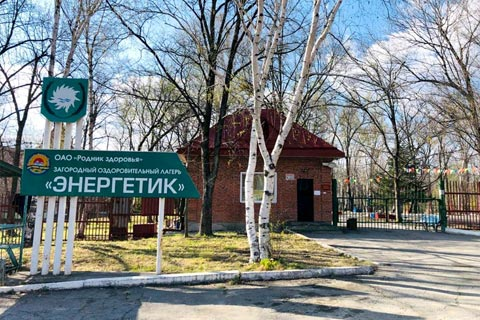 ОАО «Родник здоровья»
ЗАГОРОДНЫЙ ОЗДОРОВИТЕЛЬНЫЙ ЛАГЕРЬ
«ЭНЕРГЕТИК»